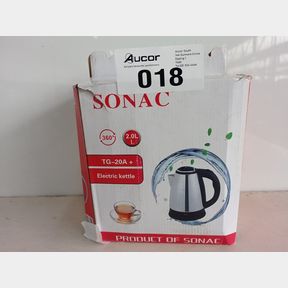 Aucor
018
SONAC
360°
2.0L
L
TG-20A +
Electric kettle
PRODUCT OF SONAC